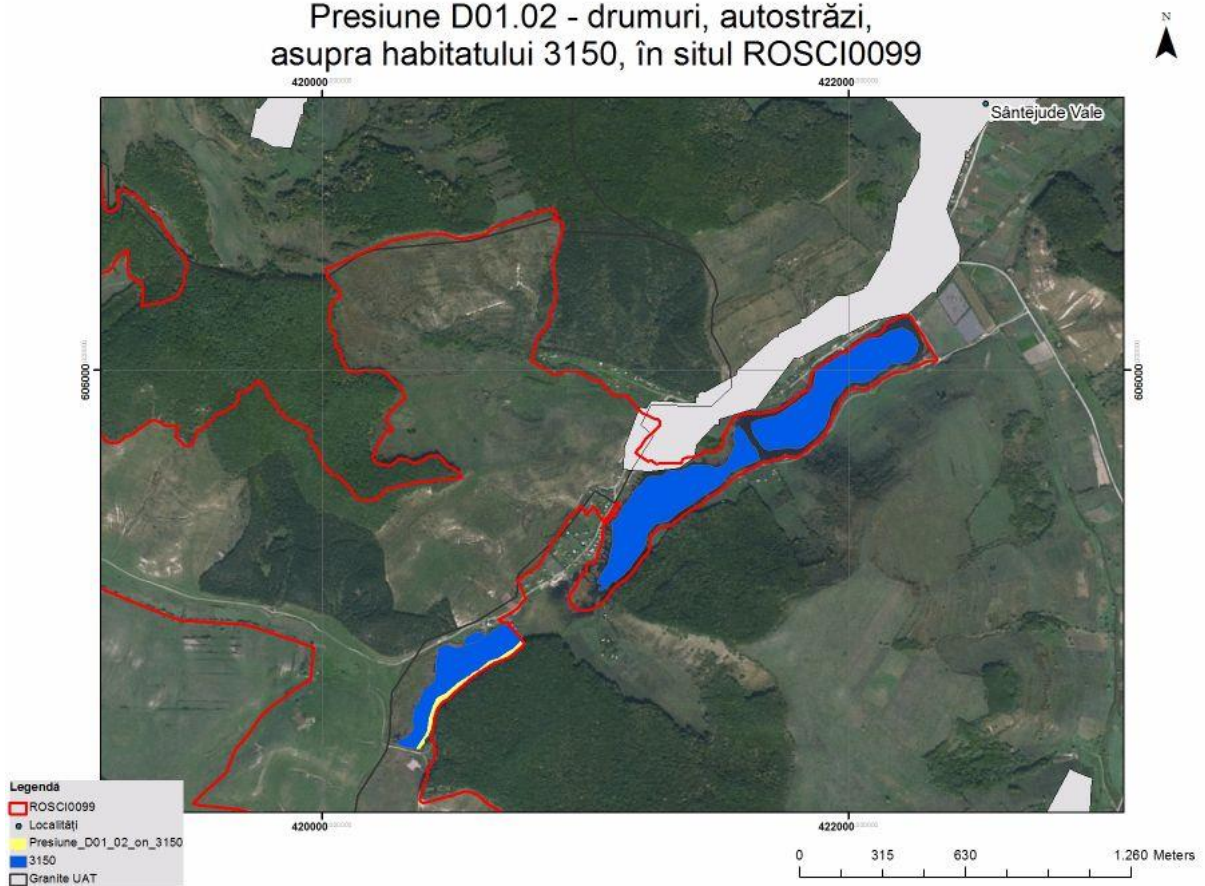 Presiune D01.02 - drumuri, autostrăzi,
asupra habitatului 3150, în situl ROSCI0099
N
420000
422000
Sântejude Vale
606000
606000
Legendă
ROSCI0099
Localități
Presiune_D01_02_on_3150
3150
Granite UAT
420000
422000
0 315 630 1.260 Meters